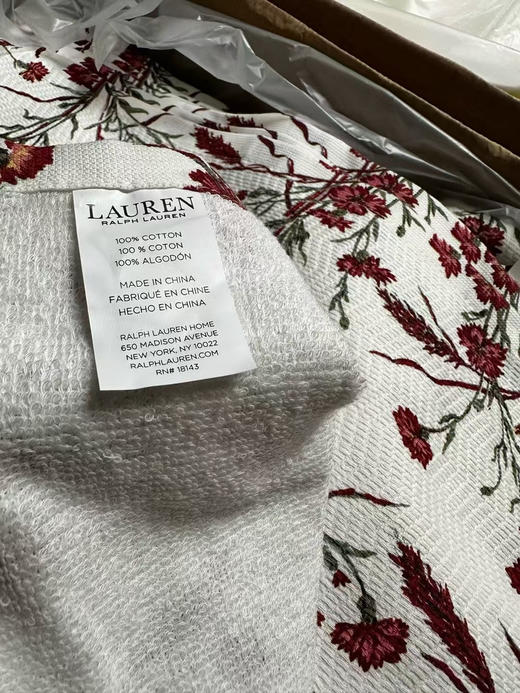 LAUREN
RALPH LAUREN
100% COTTON
100 % COTON
100% ALGODÓN
MADE IN CHINA
FABRIQUÉ EN CHINE
HECHO EN CHINA
RALPH LAUREN HOME
650 MADISON AVENUE
NEW YORK, NY 10022
RALPHLAUREN.COM
RN# 18143